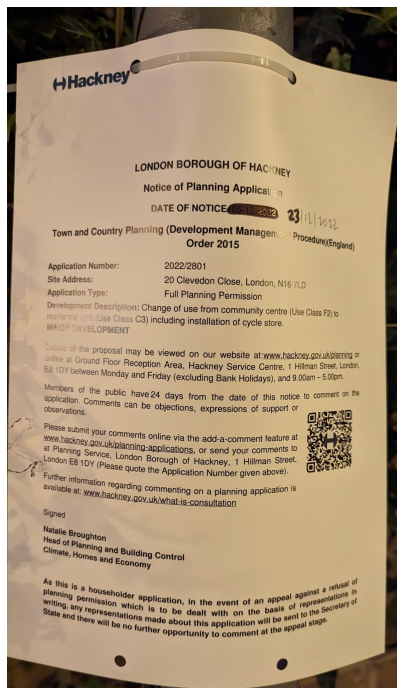 Hackney
LONDON BOROUGH OF HACKNEY
Notice of Planning Application
DATE OF NOTICE 23/12/2022
Town and Country Planning (Development Management Procedure)(England)
Order 2015
Application Number: 2022/2801
Site Address: 20 Clevedon Close, London, N16 7LD
Application Type: Full Planning Permission
Development Description: Change of use from community centre (Use Class F2) to
residential unit (Use Class C3) including installation of cycle store.
MINOR DEVELOPMENT
Details of the proposal may be viewed on our website at:www.hackney.gov.uk/planning or
online at Ground Floor Reception Area, Hackney Service Centre, 1 Hillman Street, London,
E8 1DY between Monday and Friday (excluding Bank Holidays), and 9.00am – 5.00pm.
Members of the public have 24 days from the date of this notice to comment on the
application. Comments can be objections, expressions of support or
observations.
Please submit your comments online via the add-a-comment feature at
www.hackney.gov.uk/planning-applications, or send your comments to
at Planning Service, London Borough of Hackney, 1 Hillman Street,
London E8 1DY (Please quote the Application Number given above).
Further information regarding commenting on a planning application is
available at: www.hackney.gov.uk/what-is-consultation
Signed
Natalie Broughton
Head of Planning and Building Control
Climate, Homes and Economy
As this is a householder application, in the event of an appeal against a refusal of
planning permission which is to be dealt with on the basis of representations in
writing, any representations made about this application will be sent to the Secretary of
State and there will be no further opportunity to comment at the appeal stage.